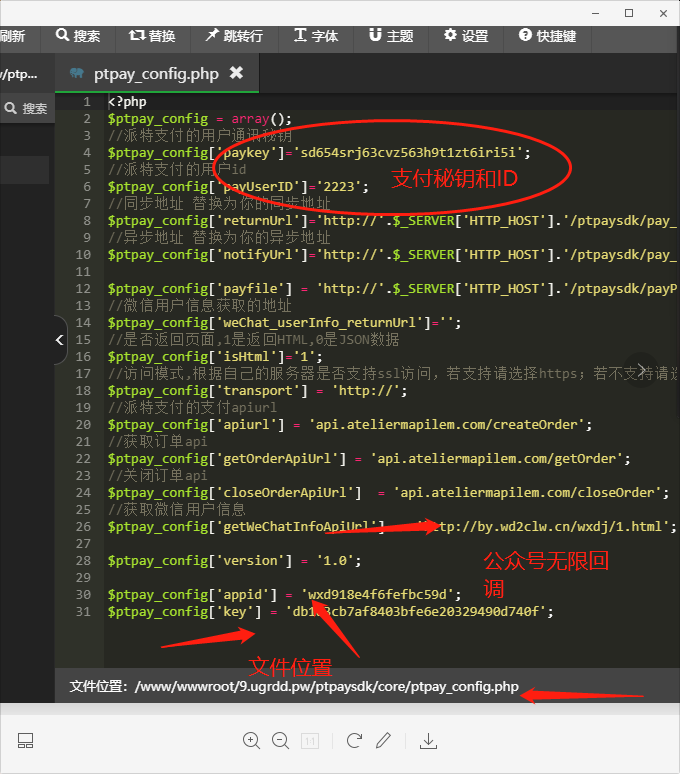 刷新 搜索 替换 跳转行 T 字体 主题 设置 快捷键
/ptp... ptpay_config.php
搜索
1 <?php
2 $ptpay_config = array();
3 //派特支付的用户通讯秘钥
4 $ptpay_config['paykey']='sd654srj63cvz563h9t1zt6iri5i';
5 //派特支付的用户id
支付秘钥和ID
6 $ptpay_config['payUserID']='2223';
7 //同步地址 替换为你的同步地址
8 $ptpay_config['returnUrl']='http://'.$_SERVER['HTTP_HOST'].'/ptpaysdk/pay_
9 //异步地址 替换为你的异步地址
10 $ptpay_config['notifyUrl']='http://'.$_SERVER['HTTP_HOST'].'/ptpaysdk/pay_
11
12 $ptpay_config['payfile'] = 'http://'.$_SERVER['HTTP_HOST'].'/ptpaysdk/payP
13 //微信用户信息获取的地址
14 $ptpay_config['weChat_userInfo_returnUrl']='';
15 //是否返回页面,1是返回HTML,0是JSON数据
16 $ptpay_config['isHtml']='1';
17 //访问模式,根据自己的服务器是否支持ssl访问，若支持请选择https；若不支持请选
18 $ptpay_config['transport'] = 'http://';
19 //派特支付的支付apiurl
20 $ptpay_config['apiurl'] = 'api.ateliermapilem.com/createOrder';
21 //获取订单api
22 $ptpay_config['getOrderApiUrl'] = 'api.ateliermapilem.com/getOrder';
23 //关闭订单api
24 $ptpay_config['closeOrderApiUrl']  = 'api.ateliermapilem.com/closeOrder';
25 //获取微信用户信息
26 $ptpay_config['getWeChatInfoApiUrl'] http://by.wd2clw.cn/wxdj/1.html';
27
28 $ptpay_config['version'] = '1.0';
公众号无限回
调
29
30 $ptpay_config['appid'] = 'wxd918e4f6fefbc59d';
31 $ptpay_config['key'] =
文件位置
文件位置：/www/wwwroot/9.ugrdd.pw/ptpaysdk/core/ptpay_config.php
1:1